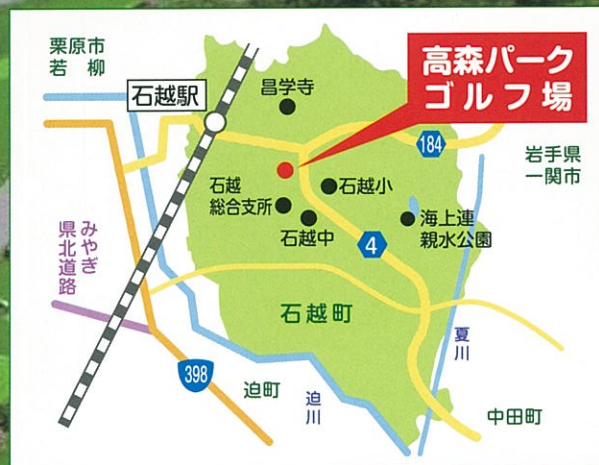 栗原市
若柳
石越駅
昌学寺
高森パーク
ゴルフ場
184
岩手県
一関市
石越
総合支所
石越小
石越中
海上連
親水公園
4
みやぎ
県北道路
石越町
夏川
398
迫町
迫川
中田町